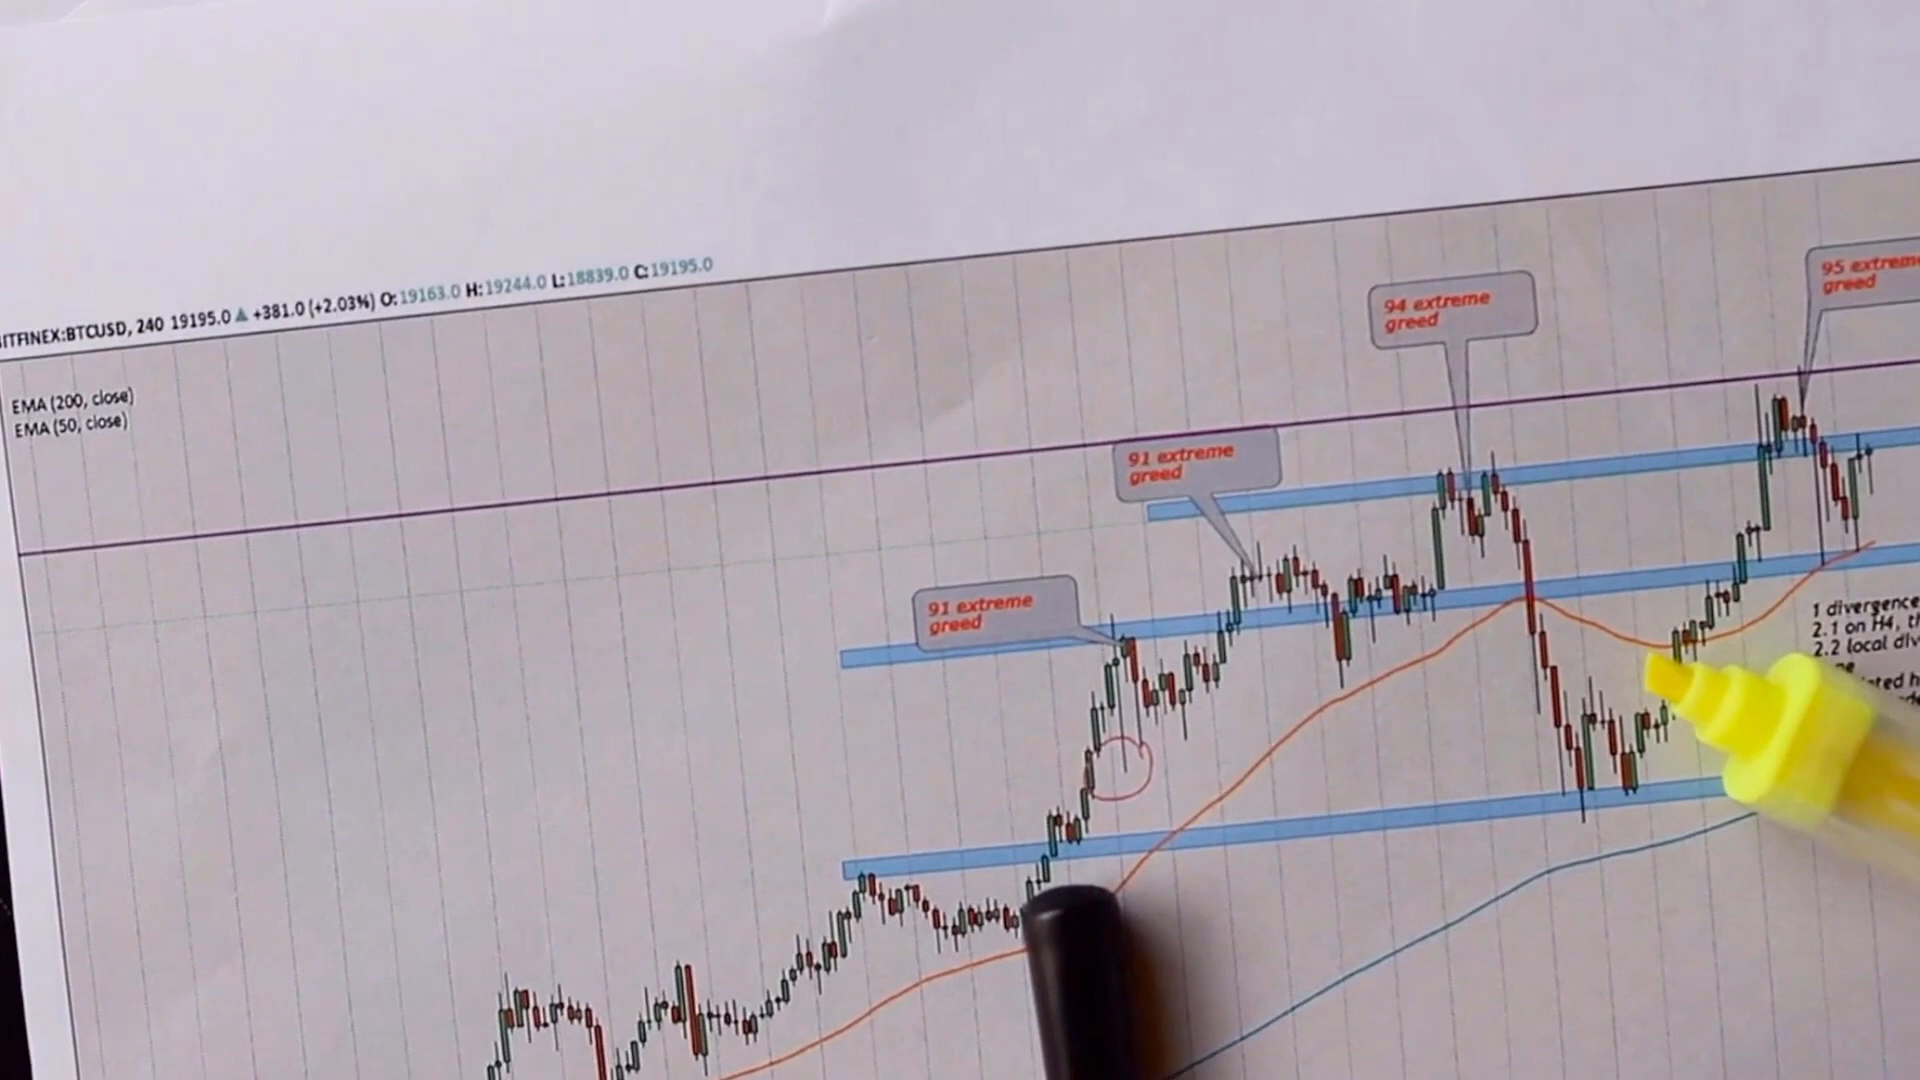 ITFINEX:BTCUSD, 240 19195.0 ▲ +381.0 (+2.03%) O:19163.0 H:19244.0 L:18839.0 C:19195.0
EMA (200, close)
EMA (50, close)
91 extreme
greed
91 extreme
greed
94 extreme
greed
95 extreme
greed
1 divergence
2.1 on H4, th
2.2 local div